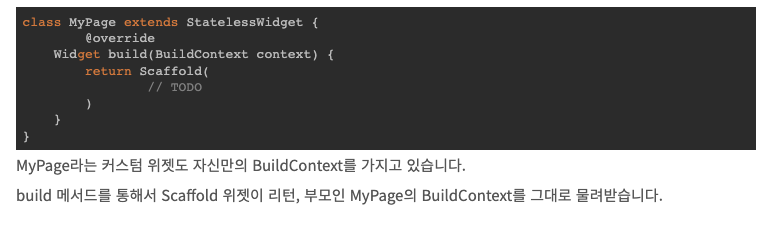 class MyPage extends StatelessWidget {
        @override
    Widget build(BuildContext context) {
        return Scaffold(
                // TODO
        )
    }
}
MyPage라는 커스텀 위젯도 자신만의 BuildContext를 가지고 있습니다.
build 메서드를 통해서 Scaffold 위젯이 리턴, 부모인 MyPage의 BuildContext를 그대로 물려받습니다.